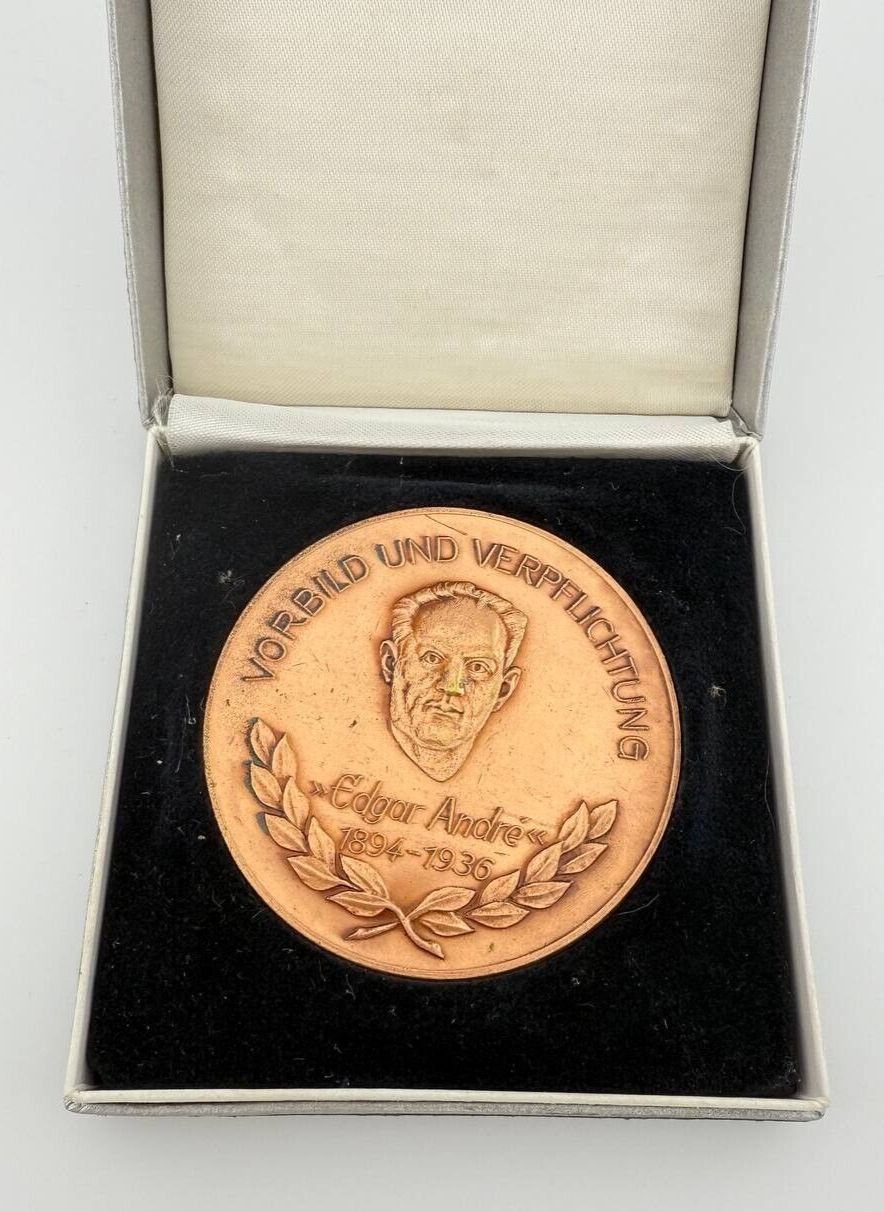 VORBILD UND VERPFLICHTUNG
»Edgar André«
1894-1936